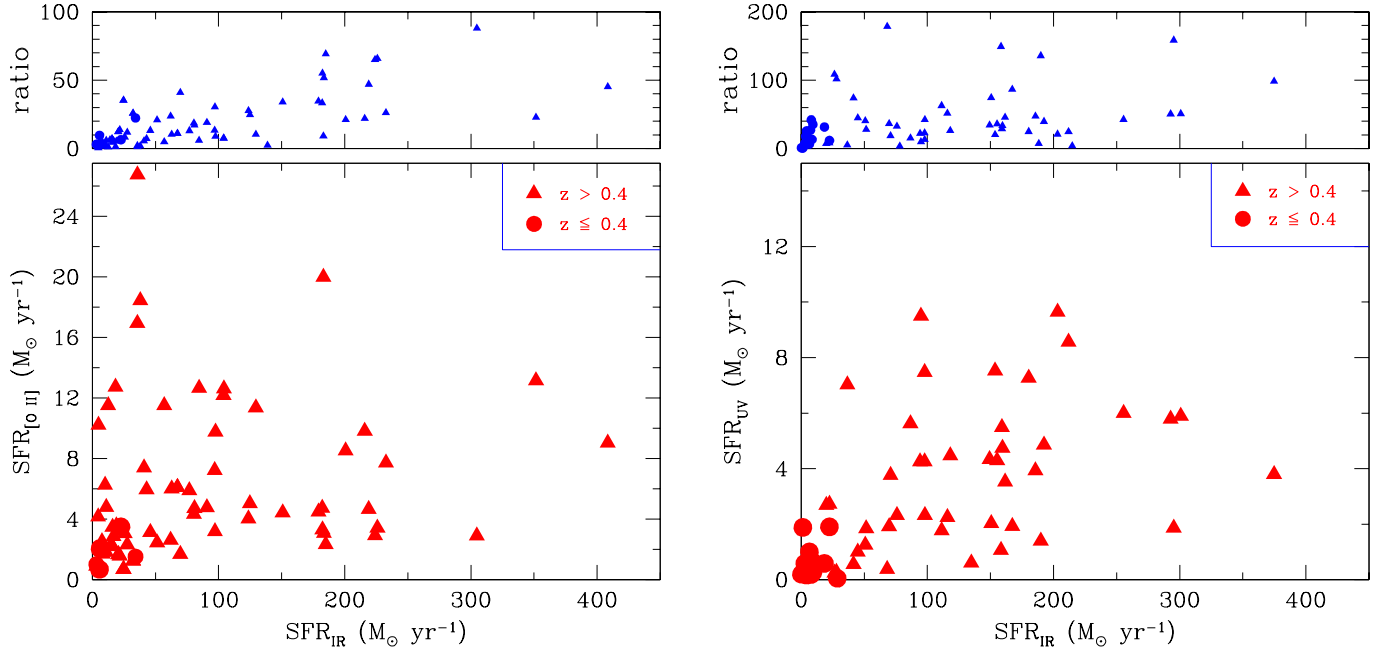 100
50
0
ratio
z > 0.4
z ≤ 0.4
24
20
16
12
8
4
0
SFR[O II] (M⊙ yr−1)
0 100 200 300 400
SFRIR (M⊙ yr−1)
200
100
0
ratio
z > 0.4
z ≤ 0.4
12
8
4
0
SFRUV (M⊙ yr−1)
0 100 200 300 400
SFRIR (M⊙ yr−1)